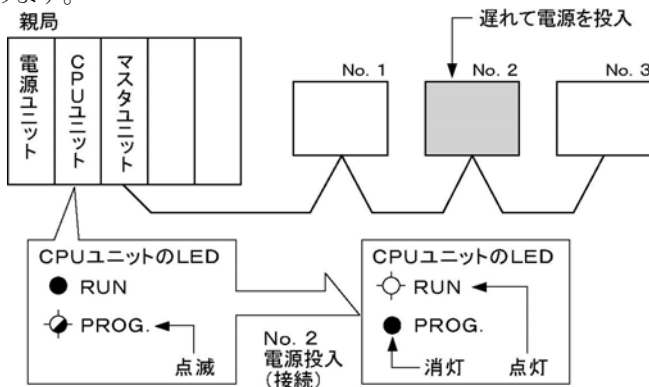 ります。
親局
遅れて電源を投入
電源ユニット
CPUユニット
マスタユニット
No. 1
No. 2
No. 3
CPUユニットのLED
RUN
PROG.
点滅
No. 2
電源投入
(接続)
CPUユニットのLED
RUN
PROG.
消灯
点灯